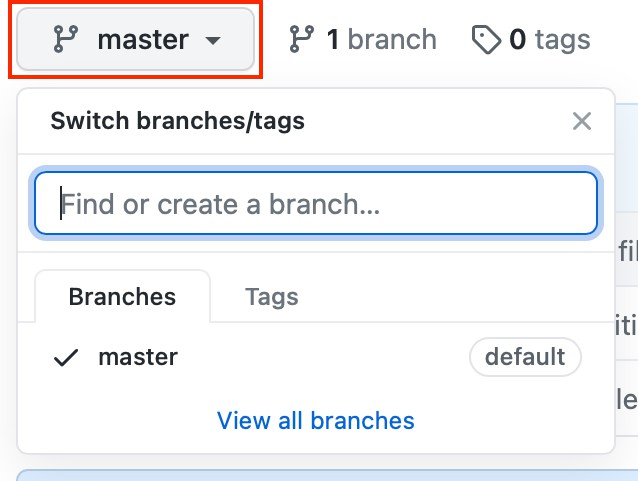 master 1 branch 0 tags
Switch branches/tags
Find or create a branch...
Branches Tags
master default
View all branches